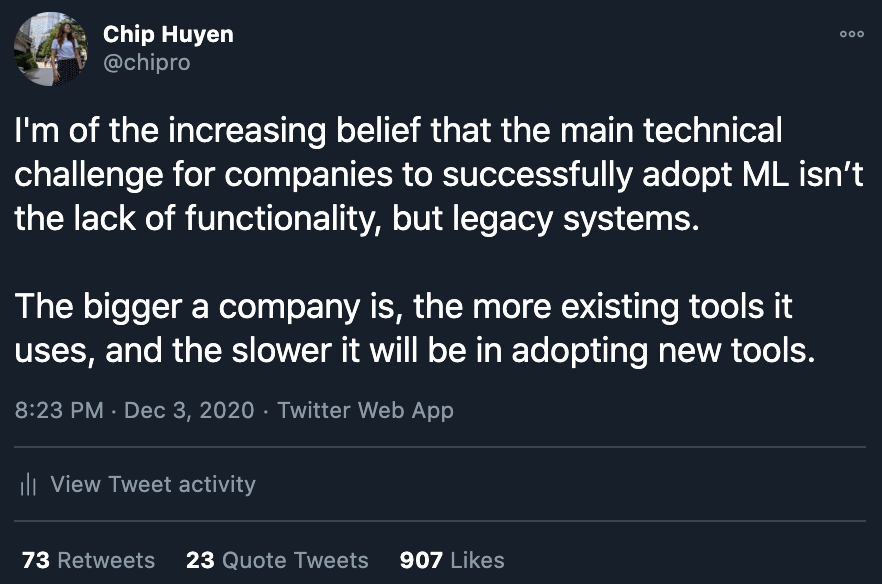 Chip Huyen
@chipro
I'm of the increasing belief that the main technical
challenge for companies to successfully adopt ML isn’t
the lack of functionality, but legacy systems.
The bigger a company is, the more existing tools it
uses, and the slower it will be in adopting new tools.
8:23 PM · Dec 3, 2020 · Twitter Web App
View Tweet activity
73 Retweets 23 Quote Tweets 907 Likes